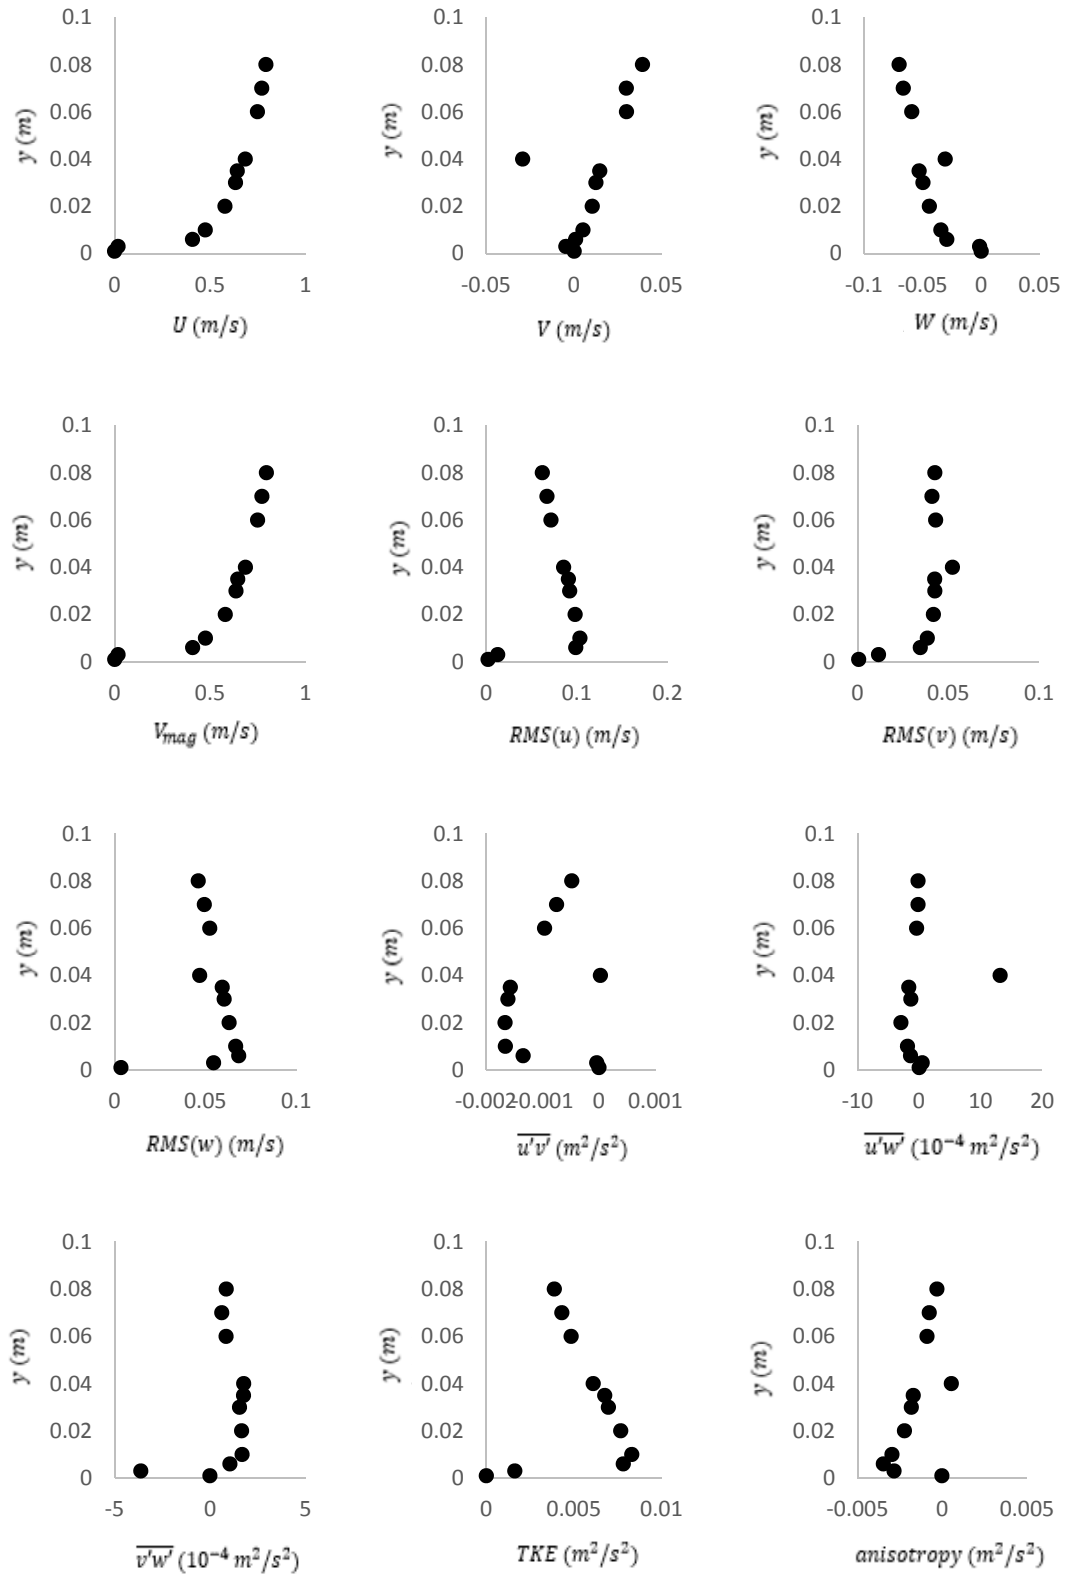 0.1 0.1 0.1
0.08 0.08 0.08
0.06 0.06 0.06
y (m) y (m) y (m)
0.04 0.04 0.04
0.02 0.02 0.02
0 0 0
0 0.5 1 -0.05 0 0.05 -0.1 -0.05 0 0.05
U (m/s) V (m/s) W (m/s)
0.1 0.1 0.1
0.08 0.08 0.08
0.06 0.06 0.06
y (m) y (m) y (m)
0.04 0.04 0.04
0.02 0.02 0.02
0 0 0
0 0.5 1 0 0.1 0.2 0 0.05 0.1
V_mag (m/s) RMS(u) (m/s) RMS(v) (m/s)
0.1 0.1 0.1
0.08 0.08 0.08
0.06 0.06 0.06
y (m) y (m) y (m)
0.04 0.04 0.04
0.02 0.02 0.02
0 0 0
0 0.05 0.1 -0.002 -0.001 0 0.001 -10 0 10 20
RMS(w) (m/s) u'v' (m²/s²) u'w' (10⁻⁴ m²/s²)
0.1 0.1 0.1
0.08 0.08 0.08
0.06 0.06 0.06
y (m) y (m) y (m)
0.04 0.04 0.04
0.02 0.02 0.02
0 0 0
-5 0 5 0 0.005 0.01 -0.005 0 0.005
v'w' (10⁻⁴ m²/s²) TKE (m²/s²) anisotropy (m²/s²)